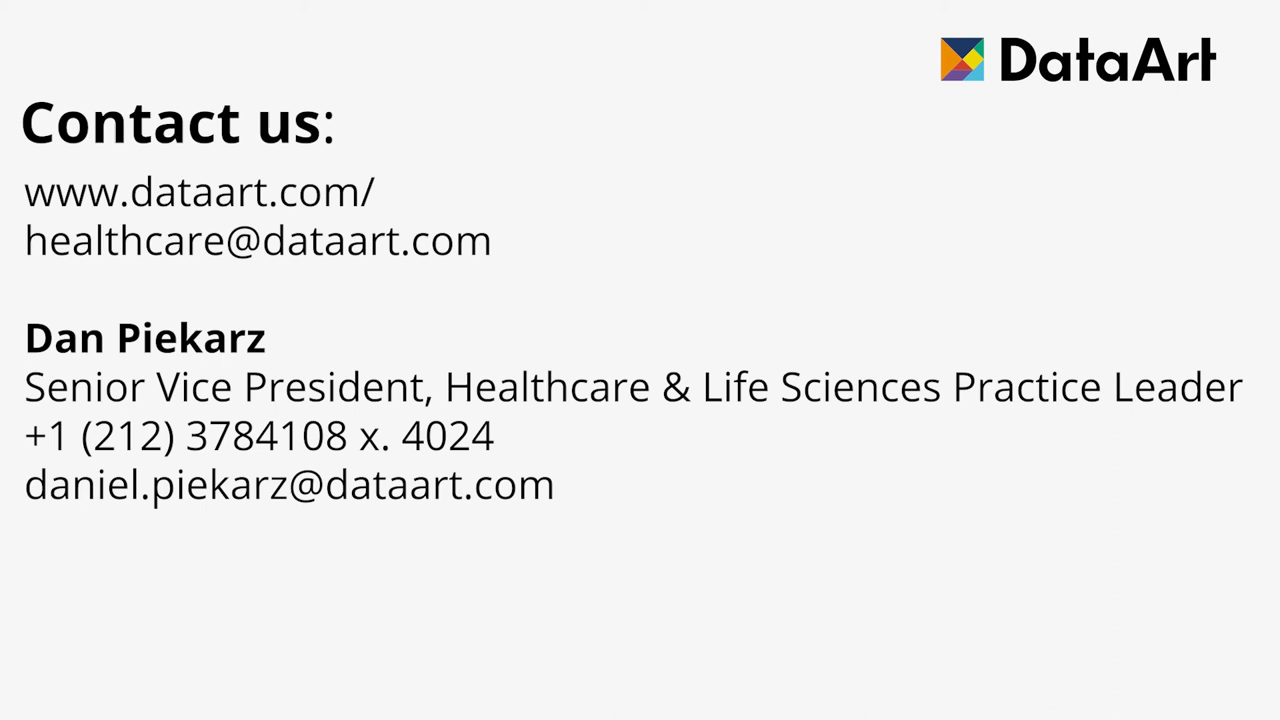 DataArt
Contact us:
www.dataart.com/
healthcare@dataart.com
Dan Piekarz
Senior Vice President, Healthcare & Life Sciences Practice Leader
+1 (212) 3784108 x. 4024
daniel.piekarz@dataart.com